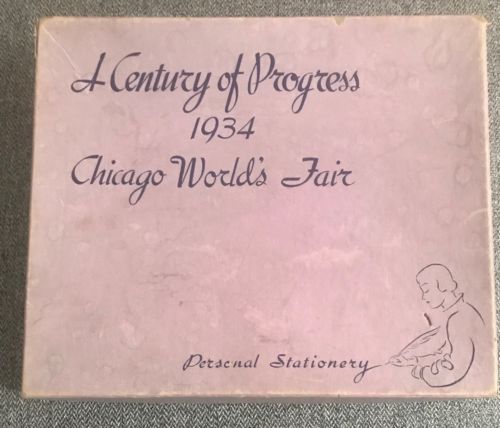 A Century of Progress
1934
Chicago World's Fair
Personal Stationery